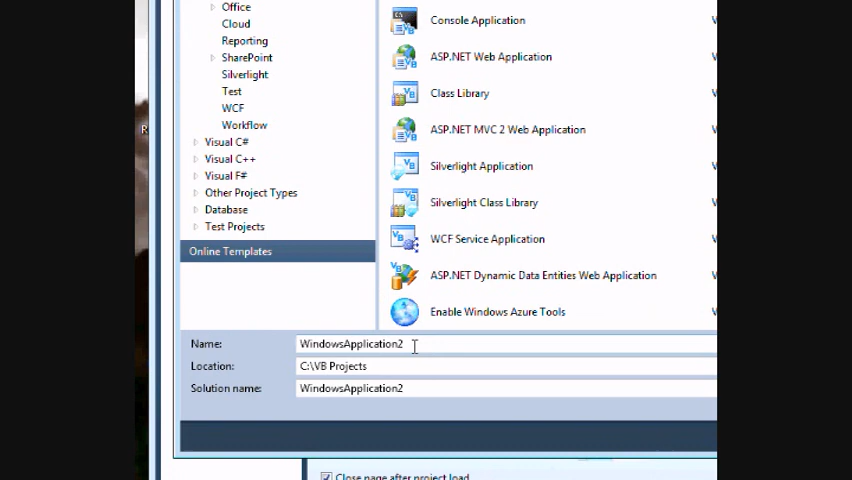 Office
Cloud
Reporting
SharePoint
Silverlight
Test
WCF
Workflow
Visual C#
Visual C++
Visual F#
Other Project Types
Database
Test Projects
Online Templates
Console Application
ASP.NET Web Application
Class Library
ASP.NET MVC 2 Web Application
Silverlight Application
Silverlight Class Library
WCF Service Application
ASP.NET Dynamic Data Entities Web Application
Enable Windows Azure Tools
Name: WindowsApplication2
Location: C:\VB Projects
Solution name: WindowsApplication2
Close page after project load